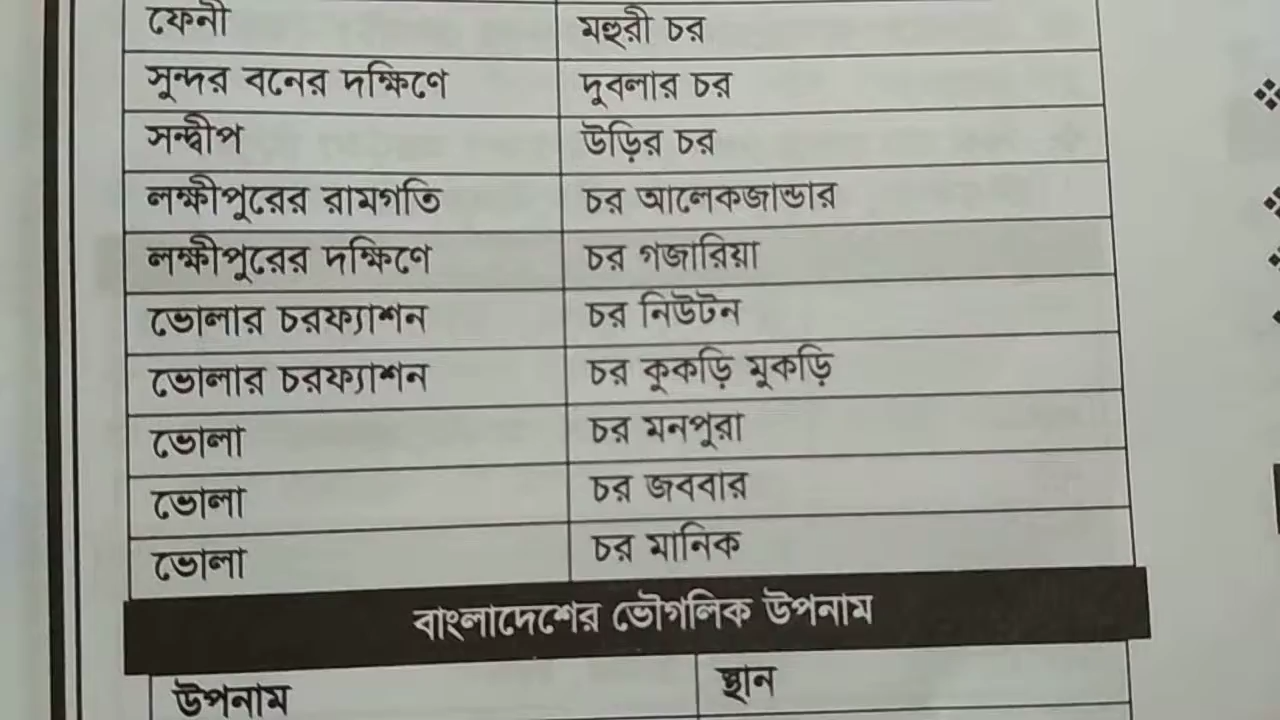 ফেনী মহুরী চর
সুন্দর বনের দক্ষিণে দুবলার চর
সন্দ্বীপ উড়ির চর
লক্ষীপুরের রামগতি চর আলেকজান্ডার
লক্ষীপুরের দক্ষিণে চর গজারিয়া
ভোলার চরফ্যাশন চর নিউটন
ভোলার চরফ্যাশন চর কুকড়ি মুকড়ি
ভোলা চর মনপুরা
ভোলা চর জববার
ভোলা চর মানিক
বাংলাদেশের ভৌগলিক উপনাম
উপনাম স্থান